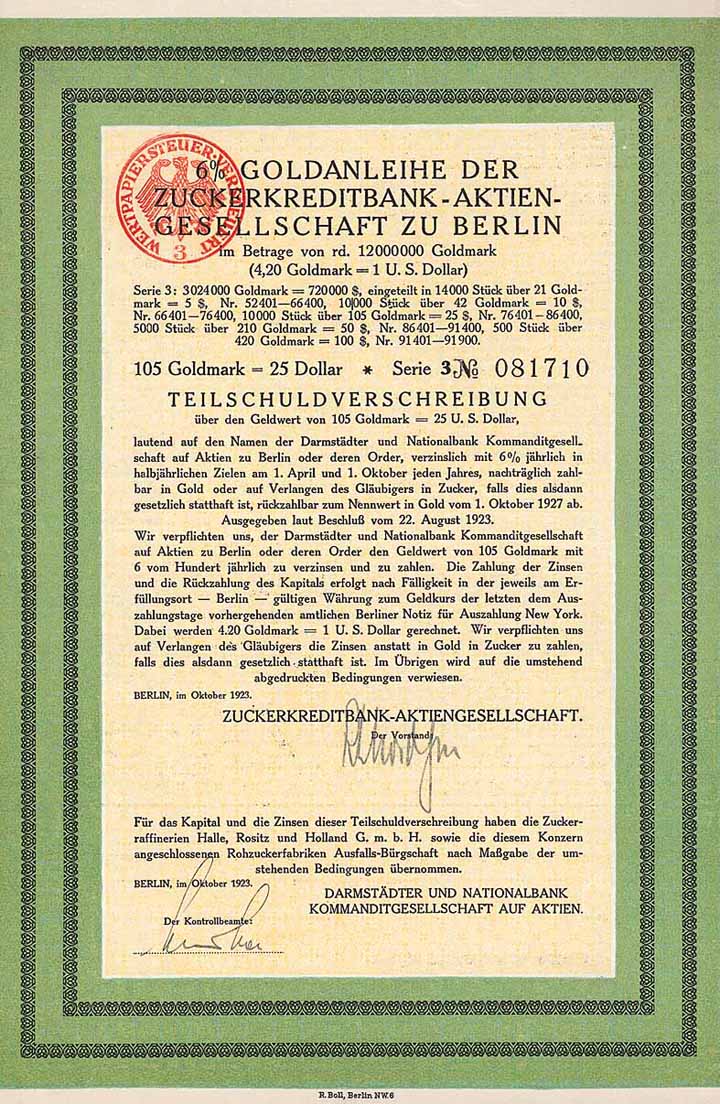 WERTPAPIERSTEUER-VERSTEUERT
3
6% GOLDANLEIHE DER
ZUCKERKREDITBANK-AKTIEN-
GESELLSCHAFT ZU BERLIN
im Betrage von rd. 12000000 Goldmark
(4,20 Goldmark = 1 U. S. Dollar)
Serie 3: 3024000 Goldmark = 720000 $, eingeteilt in 14000 Stück über 21 Gold-
mark = 5 $, Nr. 52401—66400, 10000 Stück über 42 Goldmark = 10 $,
Nr. 66401—76400, 10000 Stück über 105 Goldmark = 25 $, Nr. 76401-86400,
5000 Stück über 210 Goldmark = 50 $, Nr. 86401—91400, 500 Stück über
420 Goldmark = 100 $, Nr. 91401—91900.
105 Goldmark = 25 Dollar * Serie 3 № 081710
TEILSCHULDVERSCHREIBUNG
über den Geldwert von 105 Goldmark = 25 U. S. Dollar,
lautend auf den Namen der Darmstädter und Nationalbank Kommanditgesell-
schaft auf Aktien zu Berlin oder deren Order, verzinslich mit 6% jährlich in
halbjährlichen Zielen am 1. April und 1. Oktober jeden Jahres, nachträglich zahl-
bar in Gold oder auf Verlangen des Gläubigers in Zucker, falls dies alsdann
gesetzlich statthaft ist, rückzahlbar zum Nennwert in Gold vom 1. Oktober 1927 ab.
Ausgegeben laut Beschluß vom 22. August 1923.
Wir verpflichten uns, der Darmstädter und Nationalbank Kommanditgesellschaft
auf Aktien zu Berlin oder deren Order den Geldwert von 105 Goldmark mit
6 vom Hundert jährlich zu verzinsen und zu zahlen. Die Zahlung der Zinsen
und die Rückzahlung des Kapitals erfolgt nach Fälligkeit in der jeweils am Er-
füllungsort — Berlin — gültigen Währung zum Geldkurs der letzten dem Aus-
zahlungstage vorhergehenden amtlichen Berliner Notiz für Auszahlung New York.
Dabei werden 4.20 Goldmark = 1 U. S. Dollar gerechnet. Wir verpflichten uns
auf Verlangen des Gläubigers die Zinsen anstatt in Gold in Zucker zu zahlen,
falls dies alsdann gesetzlich statthaft ist. Im Übrigen wird auf die umstehend
abgedruckten Bedingungen verwiesen.
BERLIN, im Oktober 1923.
ZUCKERKREDITBANK-AKTIENGESELLSCHAFT.
Der Vorstand:
Für das Kapital und die Zinsen dieser Teilschuldverschreibung haben die Zucker-
raffinerien Halle, Rositz und Holland G. m. b. H. sowie die diesem Konzern
angeschlossenen Rohzuckerfabriken Ausfalls-Bürgschaft nach Maßgabe der um-
stehenden Bedingungen übernommen.
BERLIN, im Oktober 1923.
DARMSTÄDTER UND NATIONALBANK
KOMMANDITGESELLSCHAFT AUF AKTIEN.
Der Kontrollbeamte:
R. Boll, Berlin NW.6